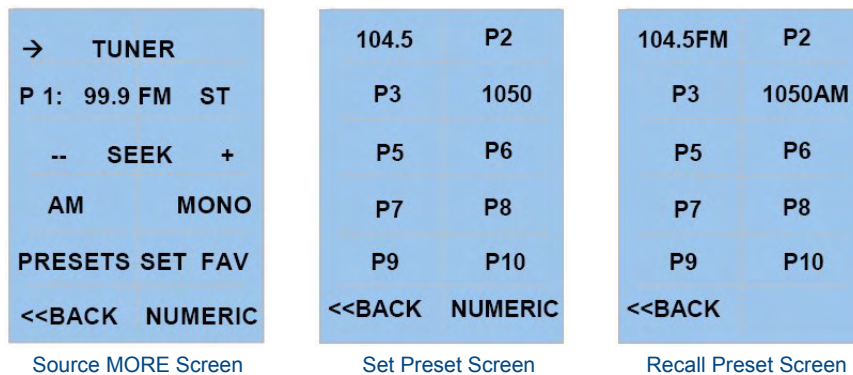 → TUNER
P 1: 99.9 FM ST
-- SEEK +
AM MONO
PRESETS SET FAV
<<BACK NUMERIC
Source MORE Screen
104.5 P2
P3 1050
P5 P6
P7 P8
P9 P10
<<BACK NUMERIC
Set Preset Screen
104.5FM P2
P3 1050AM
P5 P6
P7 P8
P9 P10
<<BACK
Recall Preset Screen